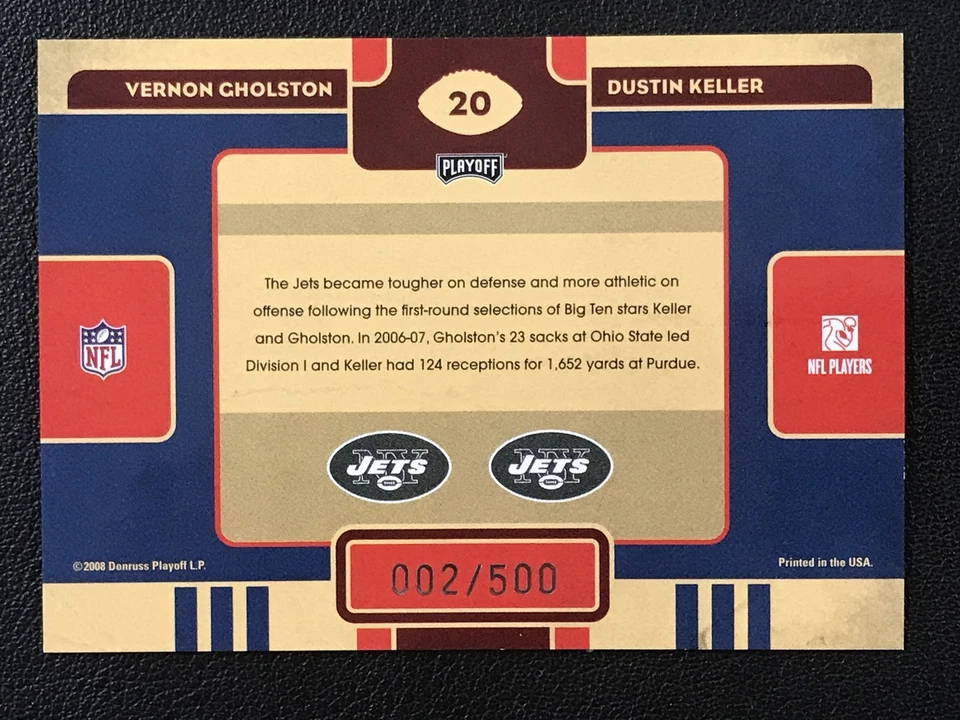 VERNON GHOLSTON
20
DUSTIN KELLER
PLAYOFF
The Jets became tougher on defense and more athletic on
offense following the first-round selections of Big Ten stars Keller
and Gholston. In 2006-07, Gholston's 23 sacks at Ohio State led
Division I and Keller had 124 receptions for 1,652 yards at Purdue.
NFL
NFL PLAYERS
NY JETS
NY JETS
©2008 Donruss Playoff L.P.
Printed in the USA.
002/500